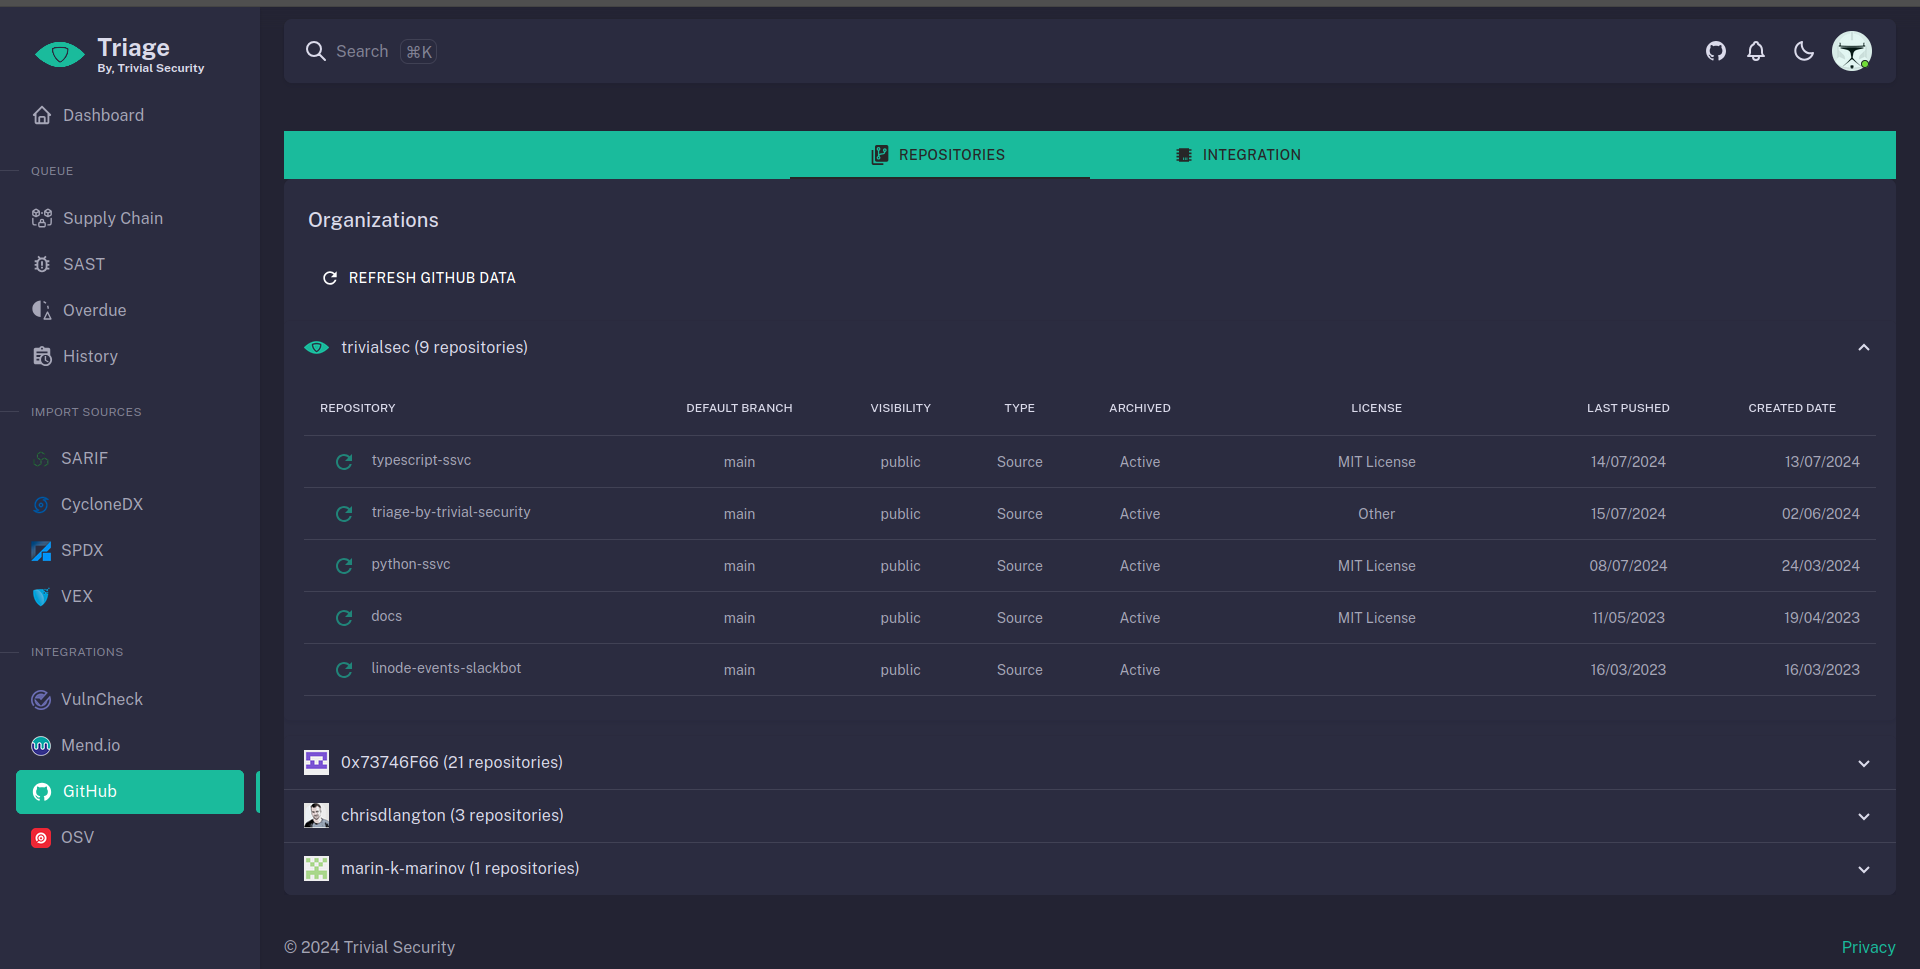 Triage
By, Trivial Security
Dashboard
QUEUE
Supply Chain
SAST
Overdue
History
IMPORT SOURCES
SARIF
CycloneDX
SPDX
VEX
INTEGRATIONS
VulnCheck
Mend.io
GitHub
OSV
Search ⌘K
REPOSITORIES INTEGRATION
Organizations
REFRESH GITHUB DATA
trivialsec (9 repositories)
REPOSITORY DEFAULT BRANCH VISIBILITY TYPE ARCHIVED LICENSE LAST PUSHED CREATED DATE
typescript-ssvc main public Source Active MIT License 14/07/2024 13/07/2024
triage-by-trivial-security main public Source Active Other 15/07/2024 02/06/2024
python-ssvc main public Source Active MIT License 08/07/2024 24/03/2024
docs main public Source Active MIT License 11/05/2023 19/04/2023
linode-events-slackbot main public Source Active 16/03/2023 16/03/2023
0x73746F66 (21 repositories)
chrisdlangton (3 repositories)
marin-k-marinov (1 repositories)
© 2024 Trivial Security Privacy